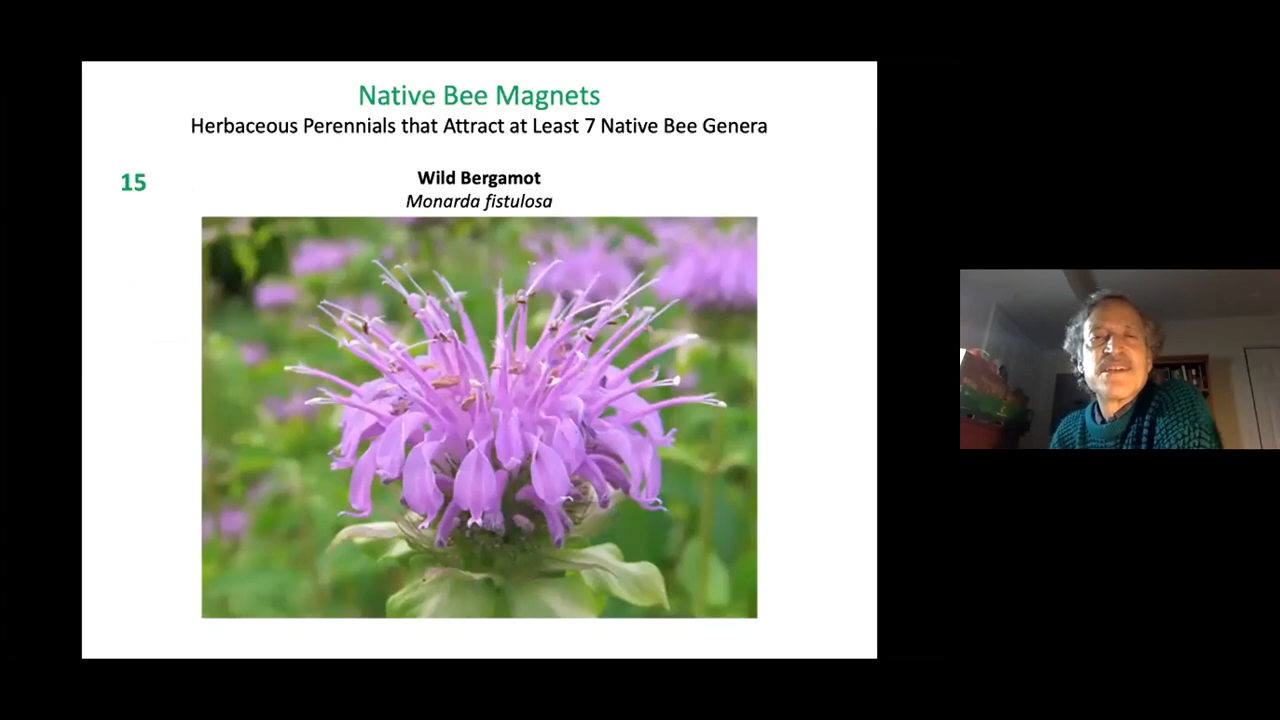 Native Bee Magnets
Herbaceous Perennials that Attract at Least 7 Native Bee Genera
15
Wild Bergamot
Monarda fistulosa